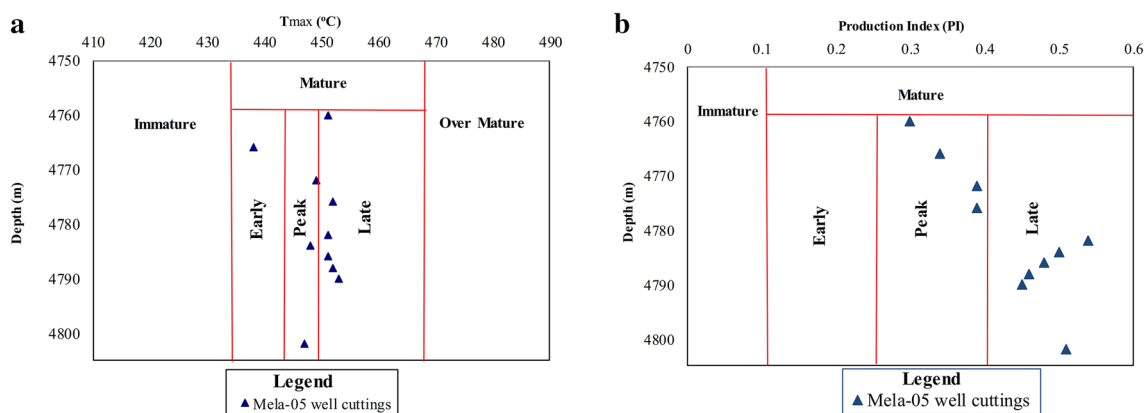 a
Tmax (ºC)
410 420 430 440 450 460 470 480 490
Depth (m)
4750
4760
4770
4780
4790
4800
Mature
Immature
Over Mature
Early
Peak
Late
Legend
Mela-05 well cuttings
b
Production Index (PI)
0 0.1 0.2 0.3 0.4 0.5 0.6
Depth (m)
4750
4760
4770
4780
4790
4800
Immature
Mature
Early
Peak
Late
Legend
Mela-05 well cuttings